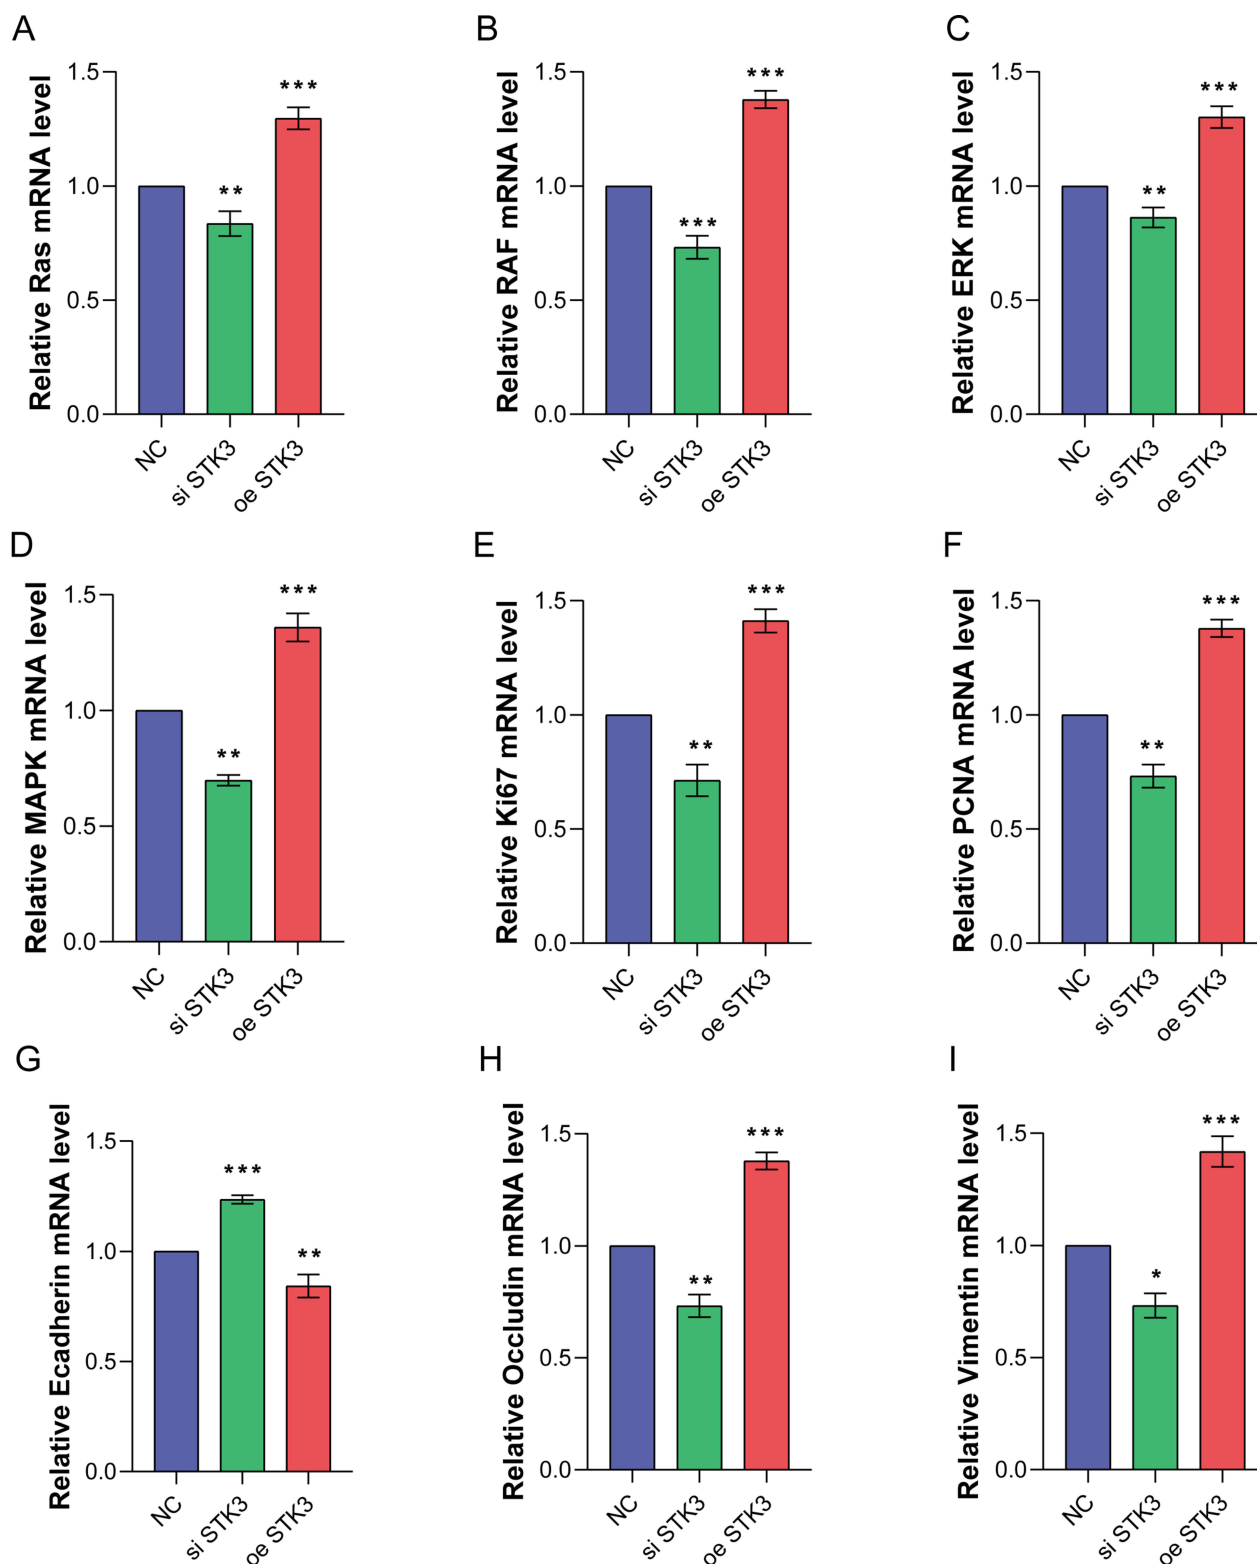 A
Relative Ras mRNA level
1.5
1.0
0.5
0.0
**
***
NC
si STK3
oe STK3
B
Relative RAF mRNA level
1.5
1.0
0.5
0.0
***
***
NC
si STK3
oe STK3
C
Relative ERK mRNA level
1.5
1.0
0.5
0.0
**
***
NC
si STK3
oe STK3
D
Relative MAPK mRNA level
1.5
1.0
0.5
0.0
**
***
NC
si STK3
oe STK3
E
Relative Ki67 mRNA level
1.5
1.0
0.5
0.0
**
***
NC
si STK3
oe STK3
F
Relative PCNA mRNA level
1.5
1.0
0.5
0.0
**
***
NC
si STK3
oe STK3
G
Relative Ecadherin mRNA level
1.5
1.0
0.5
0.0
***
**
NC
si STK3
oe STK3
H
Relative Occludin mRNA level
1.5
1.0
0.5
0.0
**
***
NC
si STK3
oe STK3
I
Relative Vimentin mRNA level
1.5
1.0
0.5
0.0
*
***
NC
si STK3
oe STK3